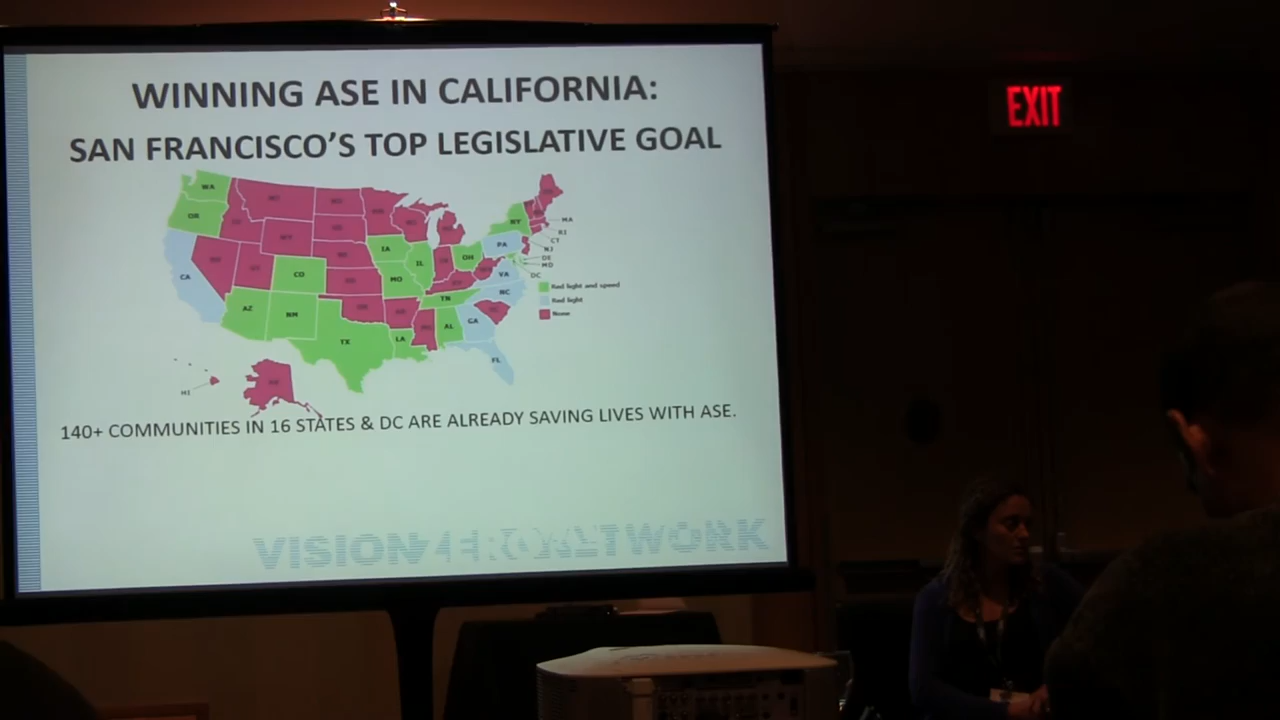 WINNING ASE IN CALIFORNIA:
SAN FRANCISCO'S TOP LEGISLATIVE GOAL
WA
OR
CA
CO
AZ
NM
TX
IA
MO
IL
OH
TN
LA
AL
GA
FL
NY
PA
VA
NC
MA
RI
CT
NJ
DE
MD
DC
HI
Red light and speed
Red light
None
140+ COMMUNITIES IN 16 STATES & DC ARE ALREADY SAVING LIVES WITH ASE.
VISION ZERO NETWORK
EXIT